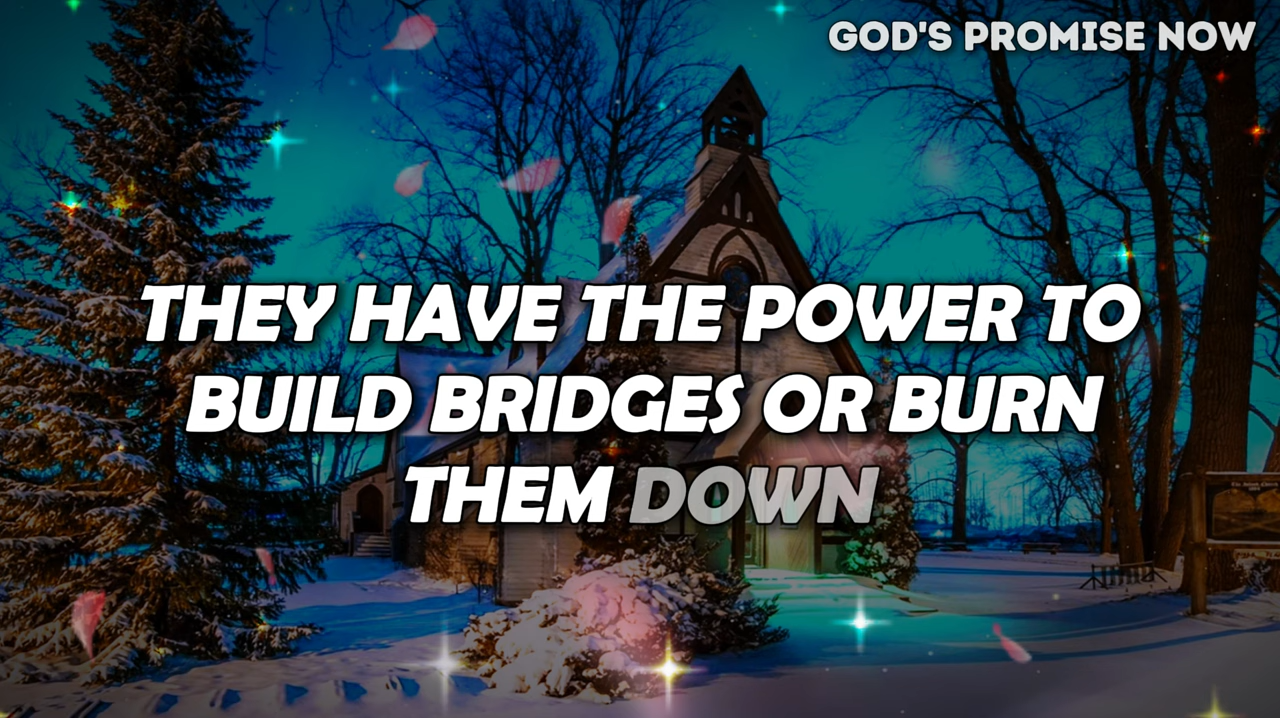 GOD'S PROMISE NOW
THEY HAVE THE POWER TO
BUILD BRIDGES OR BURN
THEM DOWN